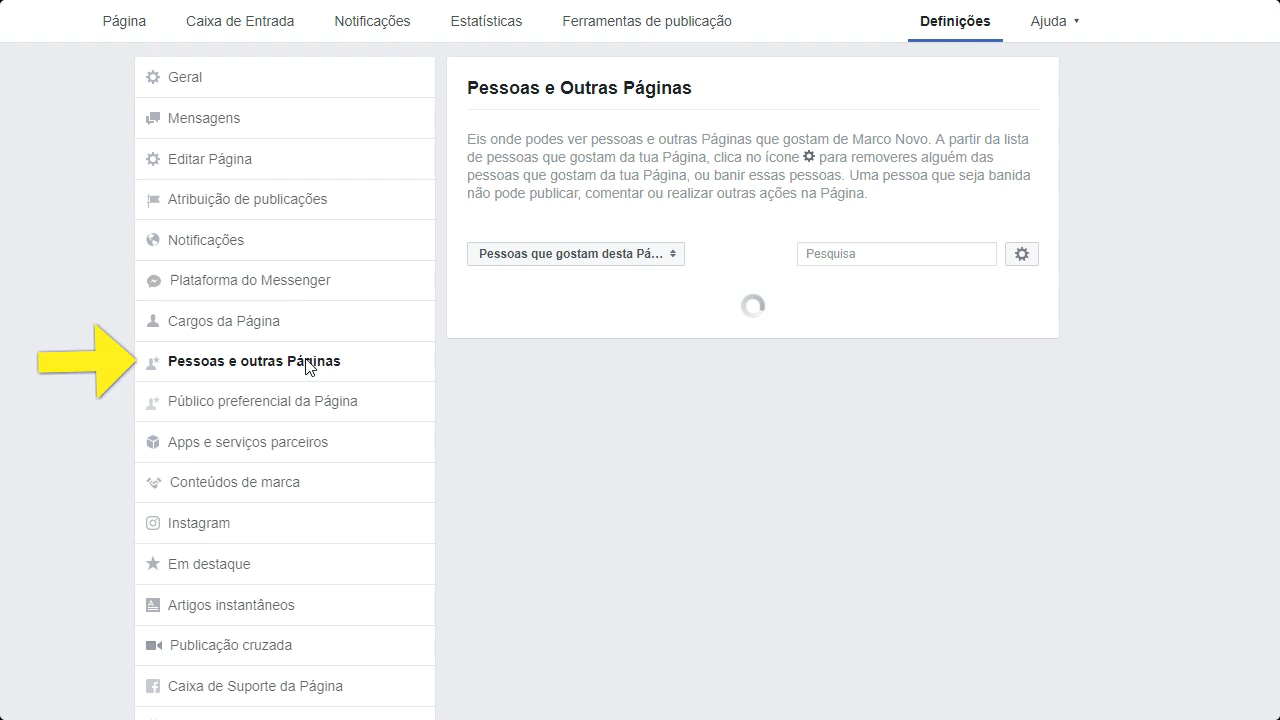 Página Caixa de Entrada Notificações Estatísticas Ferramentas de publicação Definições Ajuda
Geral
Mensagens
Editar Página
Atribuição de publicações
Notificações
Plataforma do Messenger
Cargos da Página
Pessoas e outras Páginas
Público preferencial da Página
Apps e serviços parceiros
Conteúdos de marca
Instagram
Em destaque
Artigos instantâneos
Publicação cruzada
Caixa de Suporte da Página
Pessoas e Outras Páginas
Eis onde podes ver pessoas e outras Páginas que gostam de Marco Novo. A partir da lista
de pessoas que gostam da tua Página, clica no ícone para removeres alguém das
pessoas que gostam da tua Página, ou banir essas pessoas. Uma pessoa que seja banida
não pode publicar, comentar ou realizar outras ações na Página.
Pessoas que gostam desta Pá... Pesquisa